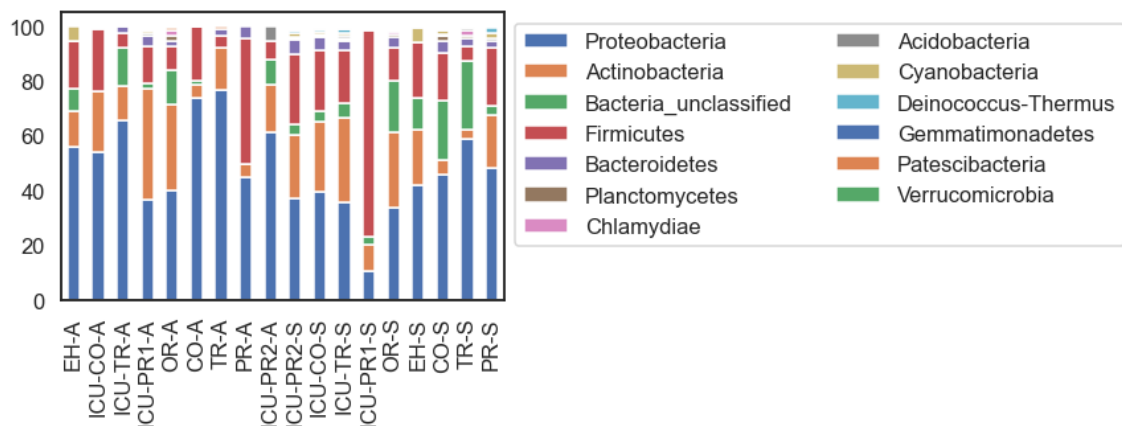 100
80
60
40
20
0
EH-A
ICU-CO-A
ICU-TR-A
ICU-PR1-A
OR-A
CO-A
TR-A
PR-A
ICU-PR2-A
ICU-PR2-S
ICU-CO-S
ICU-TR-S
ICU-PR1-S
OR-S
EH-S
CO-S
TR-S
PR-S
Proteobacteria
Actinobacteria
Bacteria_unclassified
Firmicutes
Bacteroidetes
Planctomycetes
Chlamydiae
Acidobacteria
Cyanobacteria
Deinococcus-Thermus
Gemmatimonadetes
Patescibacteria
Verrucomicrobia